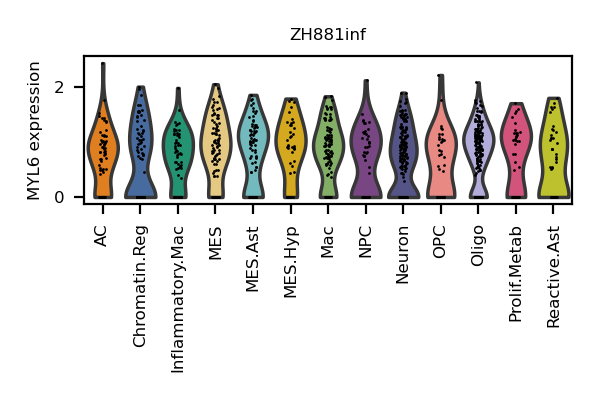 ZH881inf
MYL6 expression
2
0
AC
Chromatin.Reg
Inflammatory.Mac
MES
MES.Ast
MES.Hyp
Mac
NPC
Neuron
OPC
Oligo
Prolif.Metab
Reactive.Ast